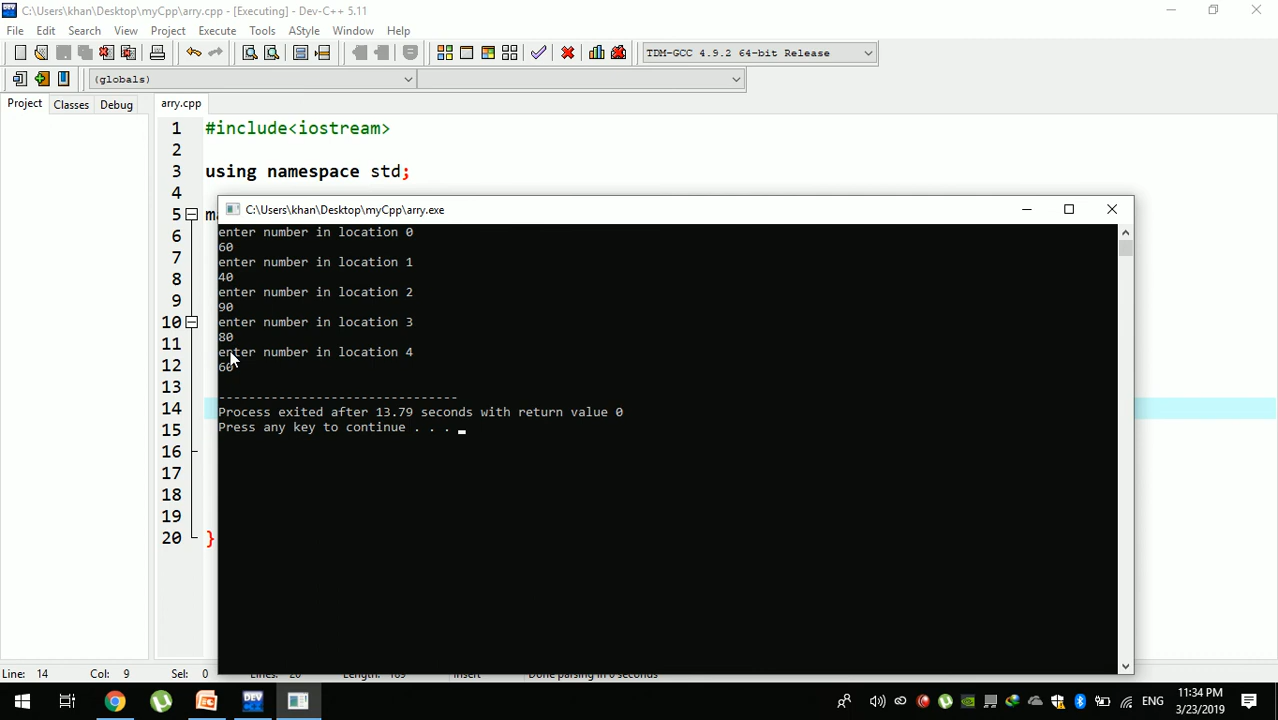 C:\Users\khan\Desktop\myCpp\arry.cpp - [Executing] - Dev-C++ 5.11
File Edit Search View Project Execute Tools AStyle Window Help
TDM-GCC 4.9.2 64-bit Release
(globals)
Project Classes Debug arry.cpp
1 #include<iostream>
2
3 using namespace std;
4
5
6
7
8
9
10
11
12
13
14
15
16
17
18
19
20 }
C:\Users\khan\Desktop\myCpp\arry.exe
enter number in location 0
60
enter number in location 1
40
enter number in location 2
90
enter number in location 3
80
enter number in location 4
60
--------------------------------
Process exited after 13.79 seconds with return value 0
Press any key to continue . . .
Line: 14 Col: 9 Sel: 0
ENG
11:34 PM
3/23/2019